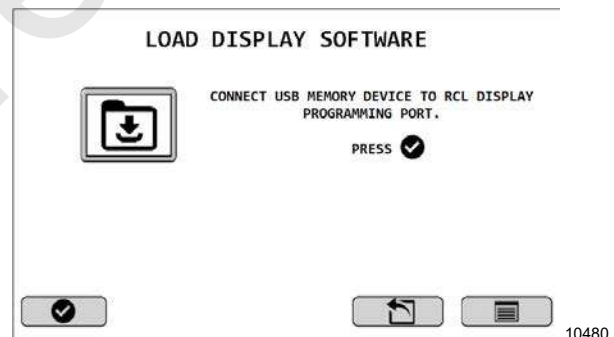 LOAD DISPLAY SOFTWARE
CONNECT USB MEMORY DEVICE TO RCL DISPLAY
PROGRAMMING PORT.
PRESS
10480